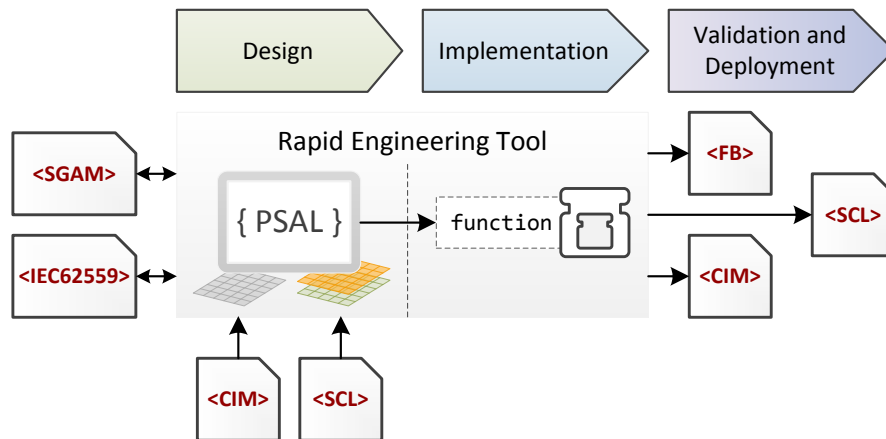 Design
Implementation
Validation and
Deployment
Rapid Engineering Tool
<SGAM>
<FB>
{ PSAL }
function
<SCL>
<IEC62559>
<CIM>
<CIM>
<SCL>